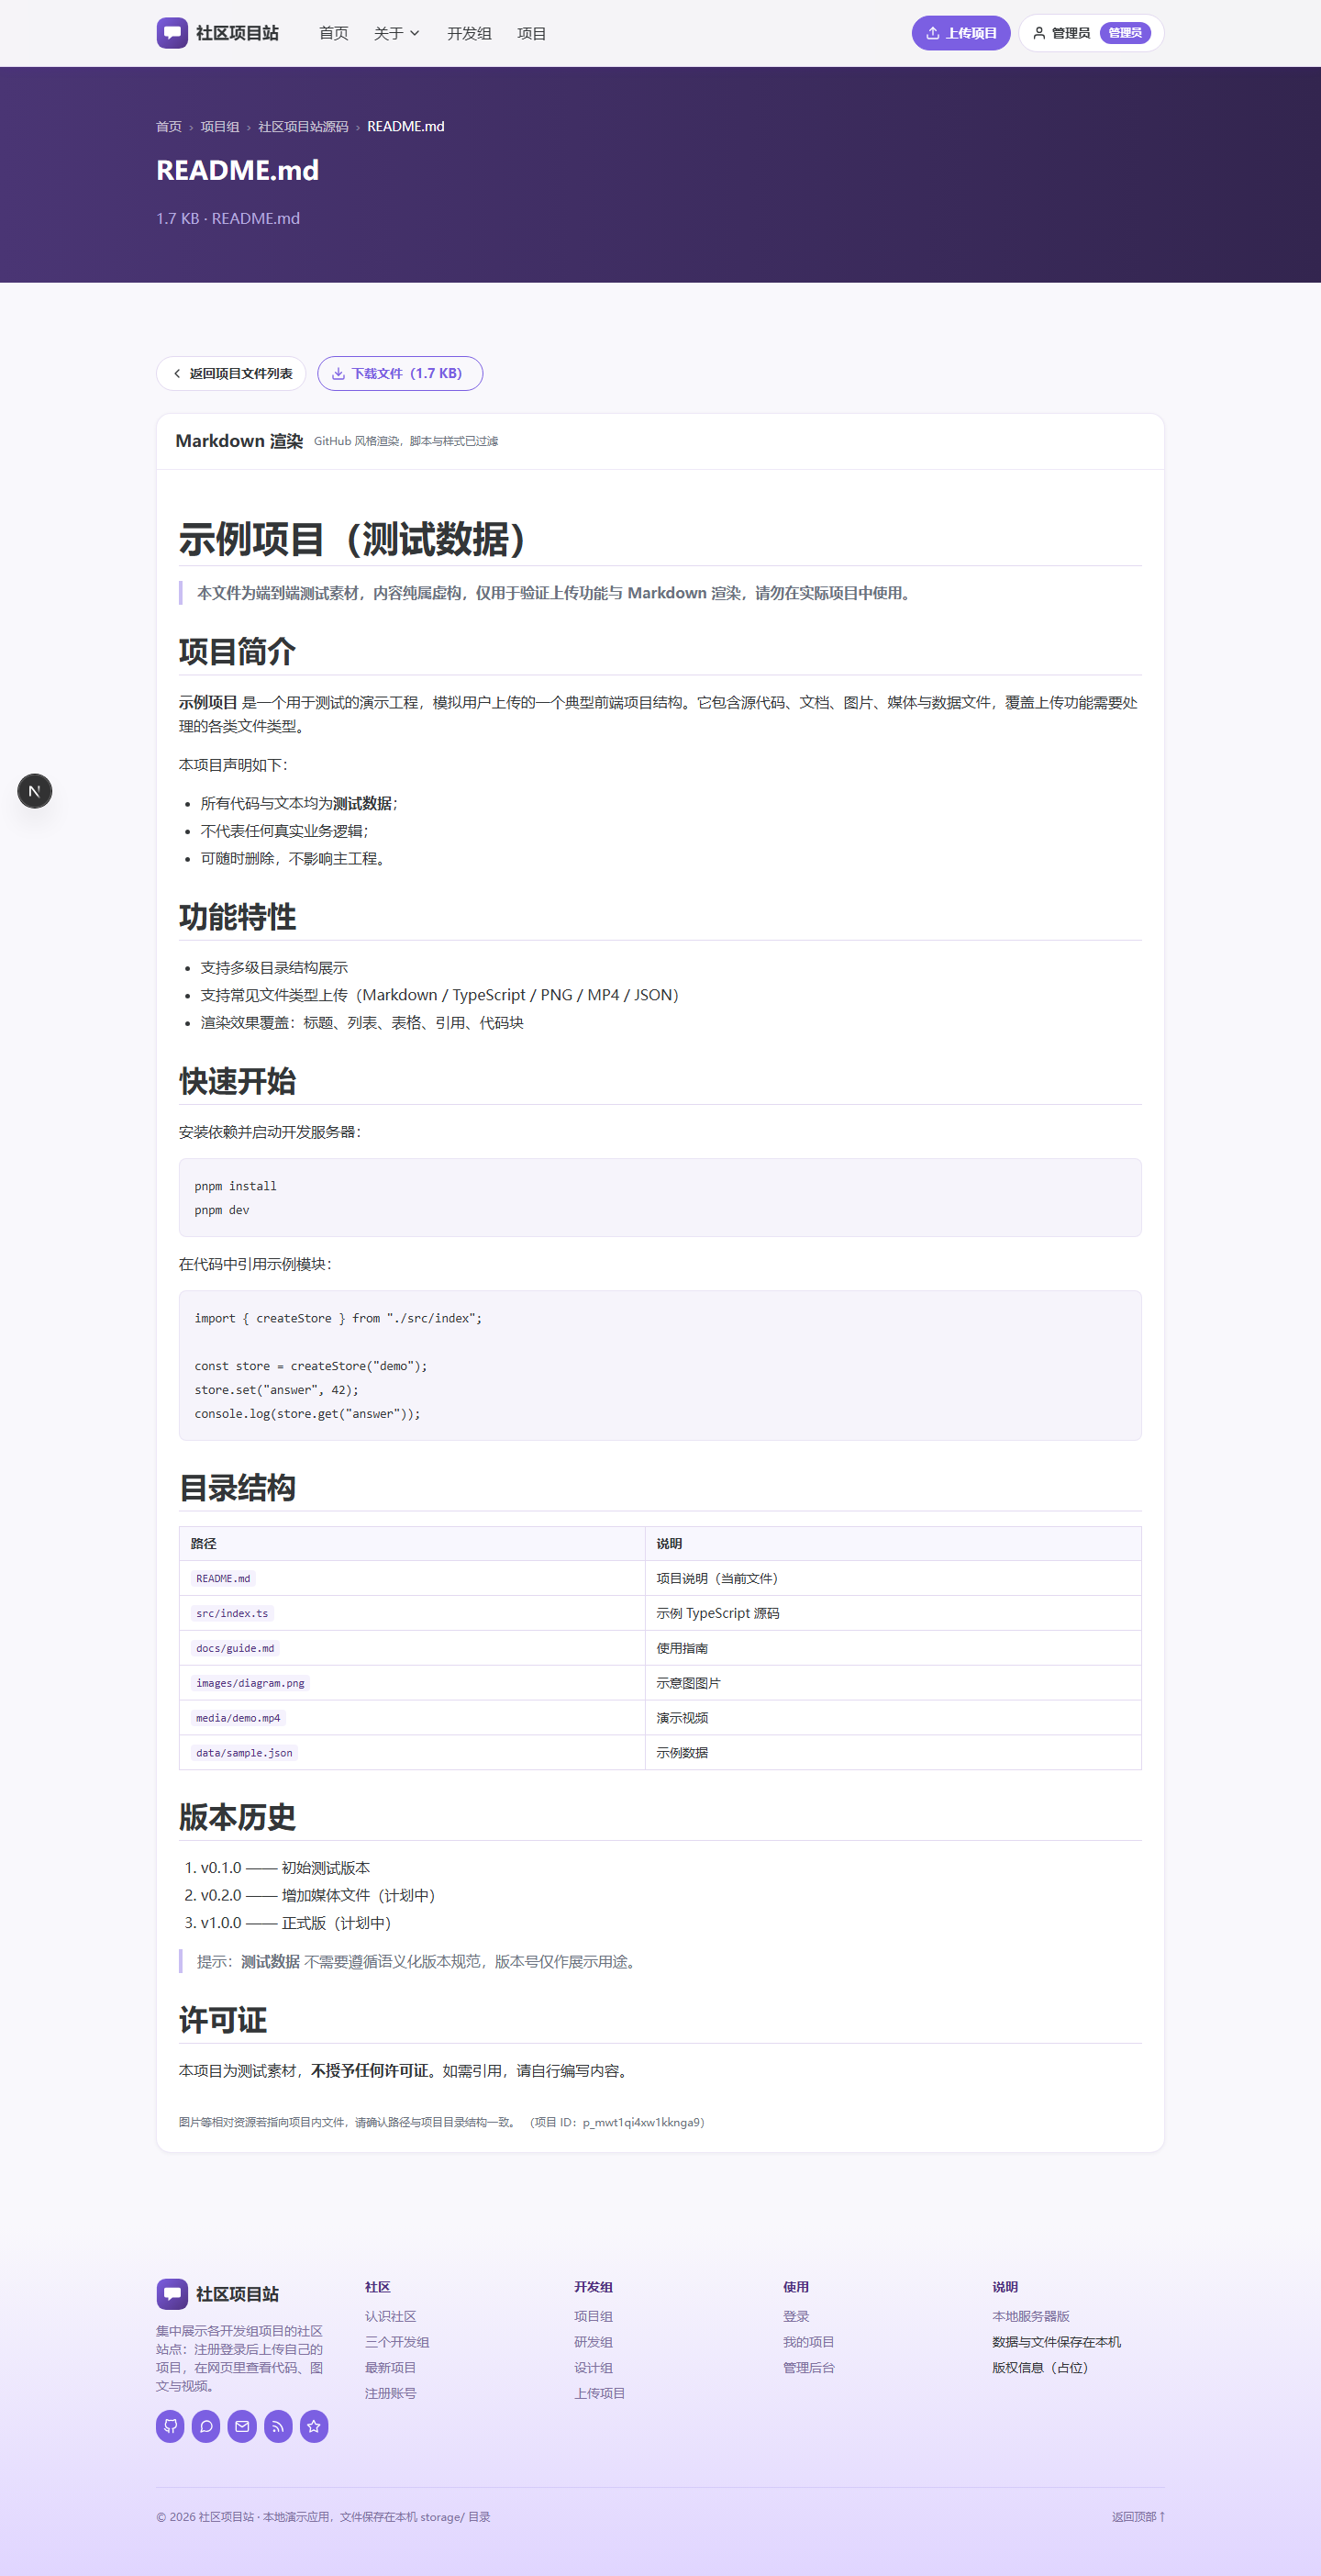 社区项目站
首页
关于
开发组
项目
上传项目
管理员
管理员
首页 › 项目组 › 社区项目站源码 › README.md
README.md
1.7 KB · README.md
返回项目文件列表
下载文件（1.7 KB）
Markdown 渲染 GitHub 风格渲染，脚本与样式已过滤
示例项目（测试数据）
本文件为端到端测试素材，内容纯属虚构，仅用于验证上传功能与 Markdown 渲染，请勿在实际项目中使用。
项目简介
示例项目 是一个用于测试的演示工程，模拟用户上传的一个典型前端项目结构。它包含源代码、文档、图片、媒体与数据文件，覆盖上传功能需要处
理的各类文件类型。
本项目声明如下：
• 所有代码与文本均为测试数据；
• 不代表任何真实业务逻辑；
• 可随时删除，不影响主工程。
功能特性
• 支持多级目录结构展示
• 支持常见文件类型上传（Markdown / TypeScript / PNG / MP4 / JSON）
• 渲染效果覆盖：标题、列表、表格、引用、代码块
快速开始
安装依赖并启动开发服务器：
pnpm install
pnpm dev
在代码中引用示例模块：
import { createStore } from "./src/index";
const store = createStore("demo");
store.set("answer", 42);
console.log(store.get("answer"));
目录结构
路径 说明
README.md 项目说明（当前文件）
src/index.ts 示例 TypeScript 源码
docs/guide.md 使用指南
images/diagram.png 示意图图片
media/demo.mp4 演示视频
data/sample.json 示例数据
版本历史
1. v0.1.0 —— 初始测试版本
2. v0.2.0 —— 增加媒体文件（计划中）
3. v1.0.0 —— 正式版（计划中）
提示：测试数据 不需要遵循语义化版本规范，版本号仅作展示用途。
许可证
本项目为测试素材，不授予任何许可证。如需引用，请自行编写内容。
图片等相对资源若指向项目内文件，请确认路径与项目目录结构一致。（项目 ID：p_mwt1qi4xw1kknga9）
社区项目站
集中展示各开发组项目的社区
站点：注册登录后上传自己的
项目，在网页里查看代码、图
文与视频。
社区
认识社区
三个开发组
最新项目
注册账号
开发组
项目组
研发组
设计组
上传项目
使用
登录
我的项目
管理后台
说明
本地服务器版
数据与文件保存在本机
版权信息（占位）
© 2026 社区项目站 · 本地演示应用，文件保存在本机 storage/ 目录
返回顶部 ↑